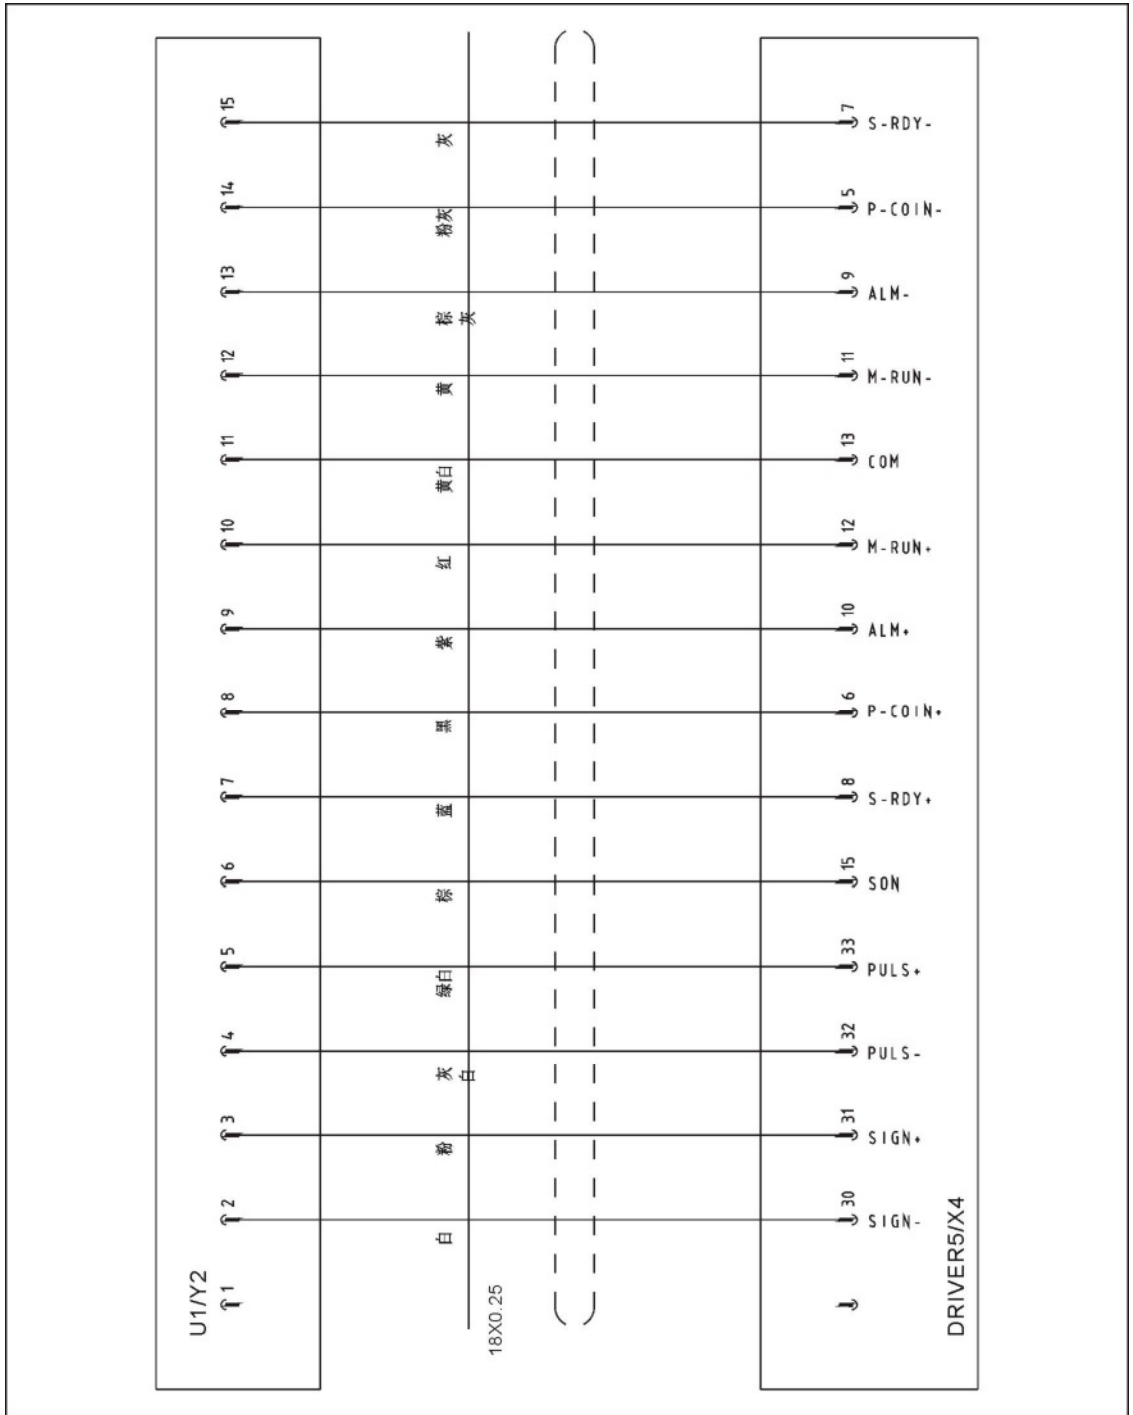 15 灰 7 S-RDY-
14 粉灰 5 P-COIN-
13 棕灰 9 ALM-
12 黄 11 M-RUN-
11 黄白 13 COM
10 红 12 M-RUN+
9 紫 10 ALM+
8 黑 6 P-COIN+
7 蓝 8 S-RDY+
6 棕 15 SON
5 绿白 33 PULS+
4 灰白 32 PULS-
3 粉 31 SIGN+
2 白 30 SIGN-
1
U1/Y2
18X0.25
DRIVER5/X4